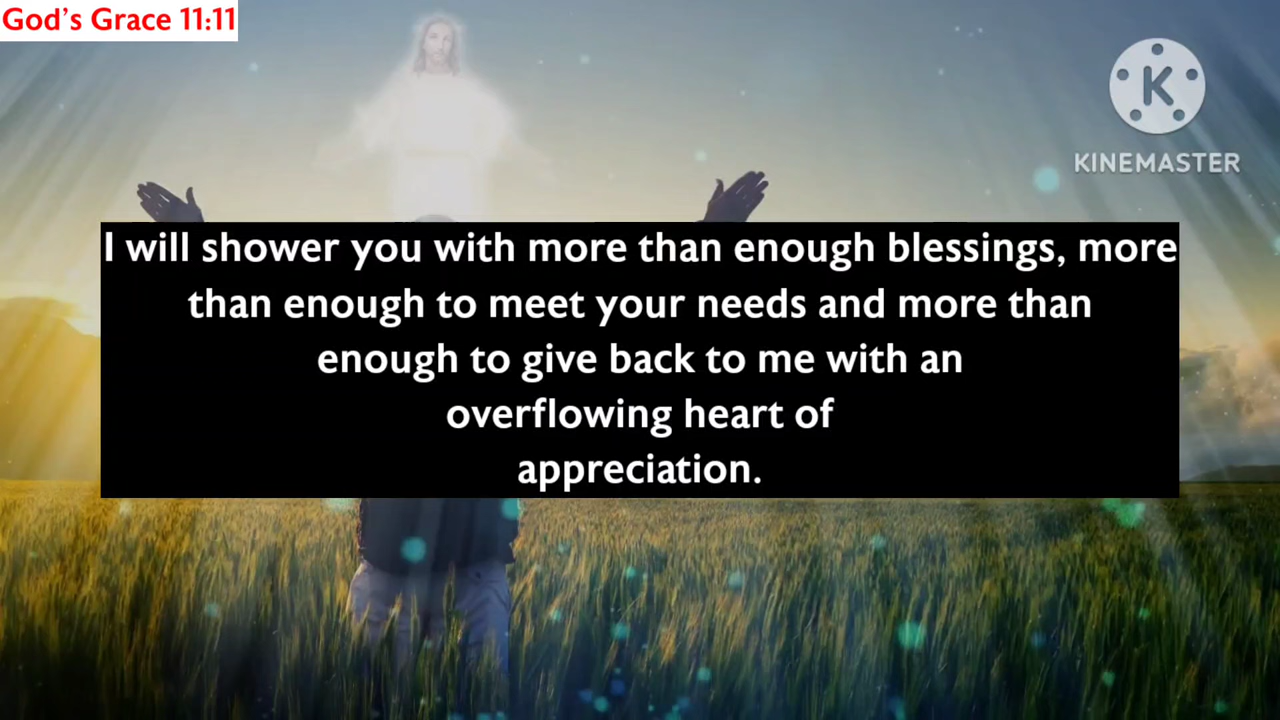 God's Grace 11:11
K
KINEMASTER
I will shower you with more than enough blessings, more
than enough to meet your needs and more than
enough to give back to me with an
overflowing heart of
appreciation.